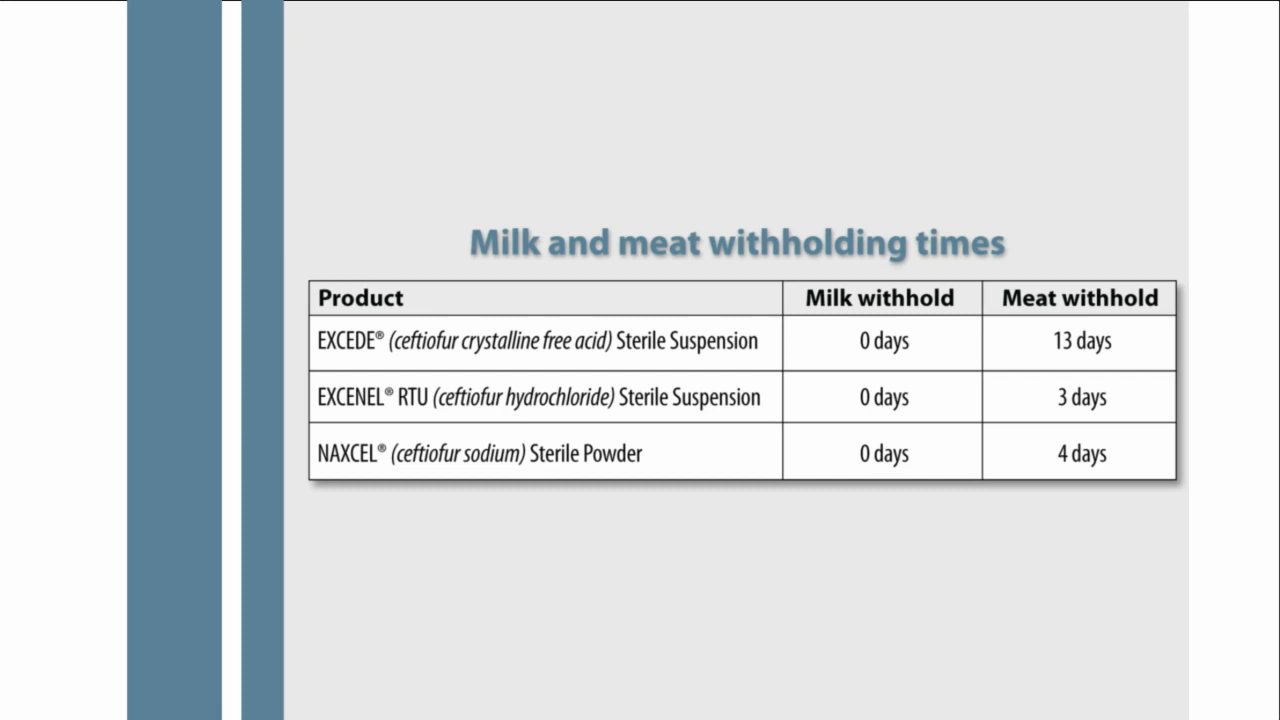 Milk and meat withholding times
Product Milk withhold Meat withhold
EXCEDE® (ceftiofur crystalline free acid) Sterile Suspension 0 days 13 days
EXCENEL® RTU (ceftiofur hydrochloride) Sterile Suspension 0 days 3 days
NAXCEL® (ceftiofur sodium) Sterile Powder 0 days 4 days